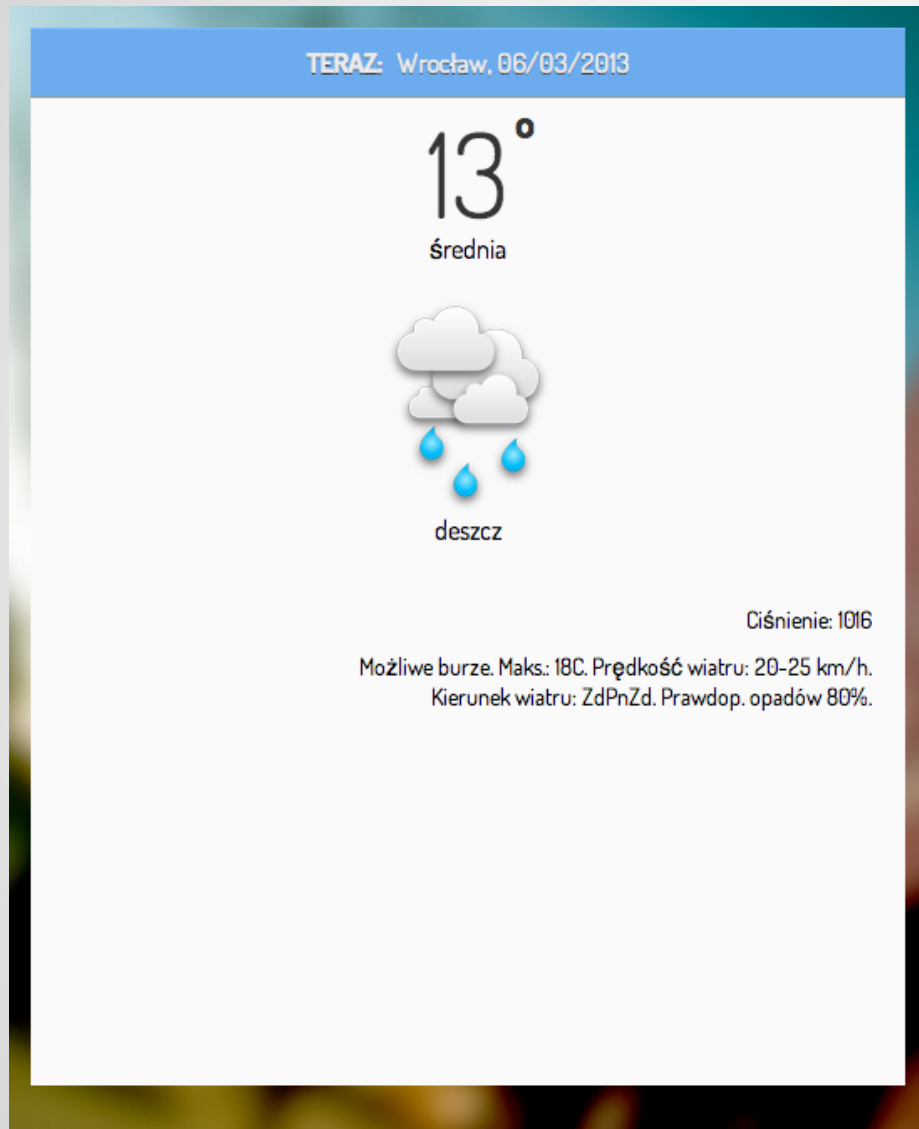 TERAZ: Wrocław, 06/03/2013
13°
średnia
deszcz
Ciśnienie: 1016
Możliwe burze. Maks.: 18C. Prędkość wiatru: 20-25 km/h.
Kierunek wiatru: ZdPnZd. Prawdop. opadów 80%.